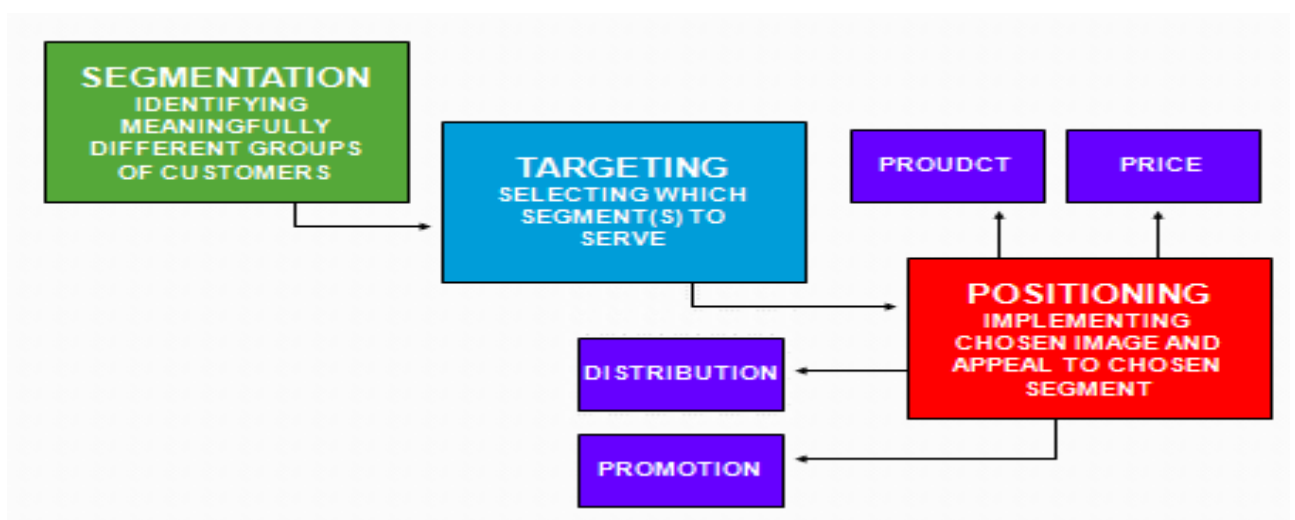 SEGMENTATION
IDENTIFYING
MEANINGFULLY
DIFFERENT GROUPS
OF CUSTOMERS
TARGETING
SELECTING WHICH
SEGMENT(S) TO
SERVE
PROUDCT
PRICE
POSITIONING
IMPLEMENTING
CHOSEN IMAGE AND
APPEAL TO CHOSEN
SEGMENT
DISTRIBUTION
PROMOTION